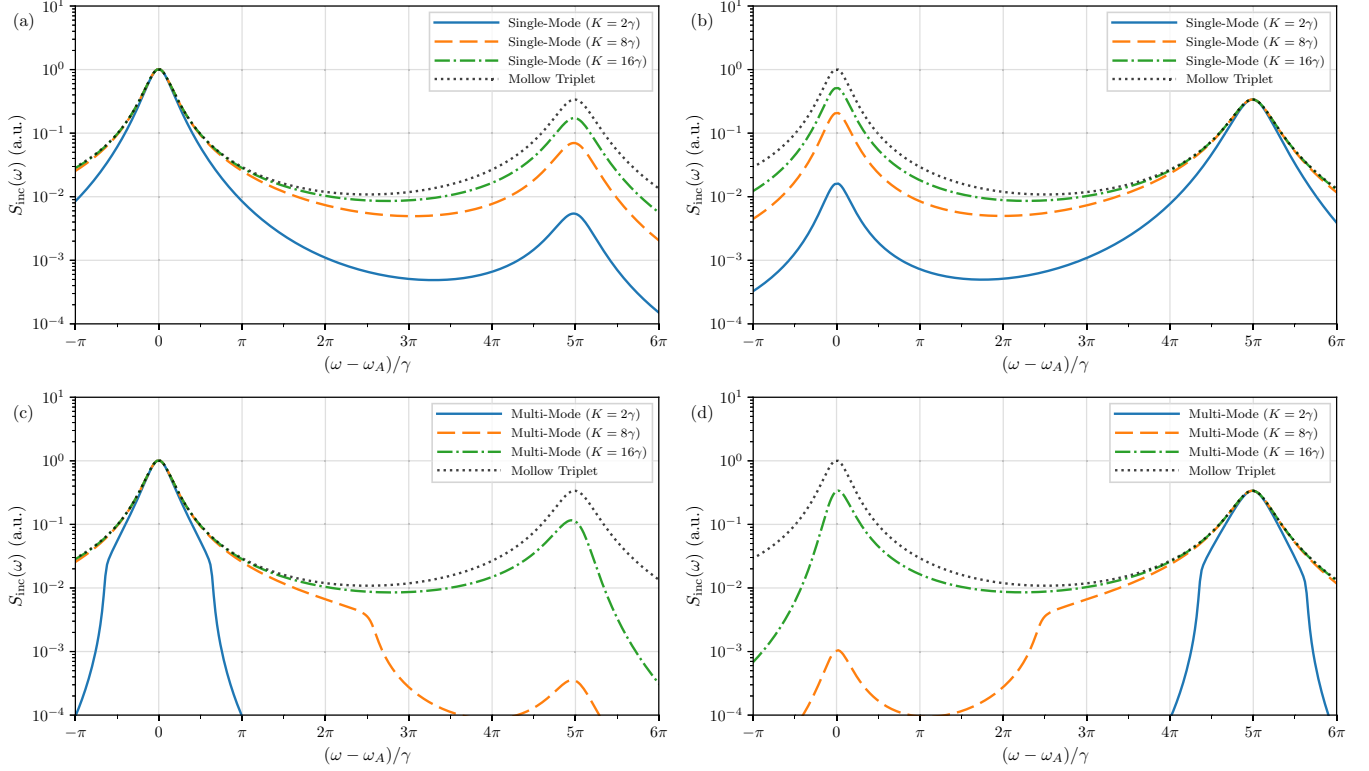 (a)
Single-Mode (K = 2γ)
Single-Mode (K = 8γ)
Single-Mode (K = 16γ)
Mollow Triplet
S_inc(ω) (a.u.)
10^1
10^0
10^−1
10^−2
10^−3
10^−4
−π 0 π 2π 3π 4π 5π 6π
(ω − ω_A)/γ
(b)
Single-Mode (K = 2γ)
Single-Mode (K = 8γ)
Single-Mode (K = 16γ)
Mollow Triplet
S_inc(ω) (a.u.)
10^1
10^0
10^−1
10^−2
10^−3
10^−4
−π 0 π 2π 3π 4π 5π 6π
(ω − ω_A)/γ
(c)
Multi-Mode (K = 2γ)
Multi-Mode (K = 8γ)
Multi-Mode (K = 16γ)
Mollow Triplet
S_inc(ω) (a.u.)
10^1
10^0
10^−1
10^−2
10^−3
10^−4
−π 0 π 2π 3π 4π 5π 6π
(ω − ω_A)/γ
(d)
Multi-Mode (K = 2γ)
Multi-Mode (K = 8γ)
Multi-Mode (K = 16γ)
Mollow Triplet
S_inc(ω) (a.u.)
10^1
10^0
10^−1
10^−2
10^−3
10^−4
−π 0 π 2π 3π 4π 5π 6π
(ω − ω_A)/γ